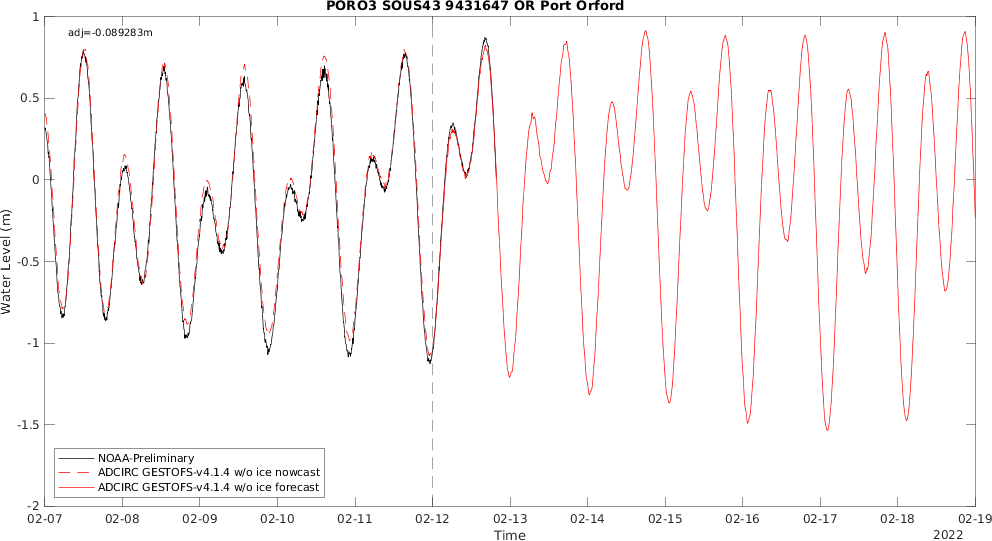 PORO3 SOUS43 9431647 OR Port Orford
adj=-0.089283m
1
0.5
0
-0.5
-1
-1.5
-2
Water Level (m)
NOAA-Preliminary
ADCIRC GESTOFS-v4.1.4 w/o ice nowcast
ADCIRC GESTOFS-v4.1.4 w/o ice forecast
02-07 02-08 02-09 02-10 02-11 02-12 02-13 02-14 02-15 02-16 02-17 02-18 02-19
Time
2022